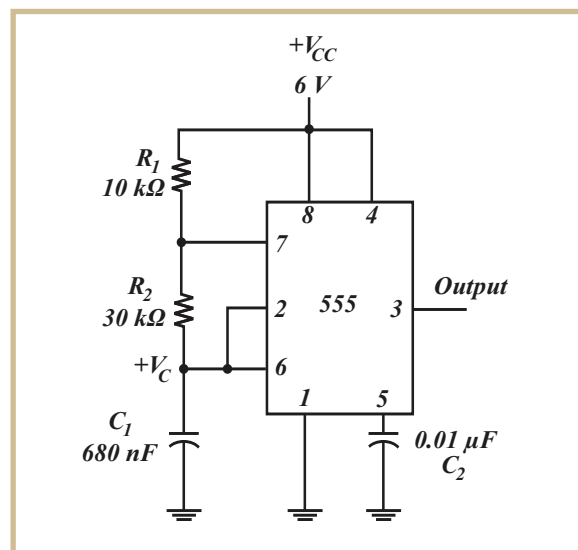 +V_CC
6 V
R_1
10 kΩ
8
4
7
R_2
30 kΩ
2
555
3
Output
+V_C
6
1
5
C_1
680 nF
0.01 µF
C_2